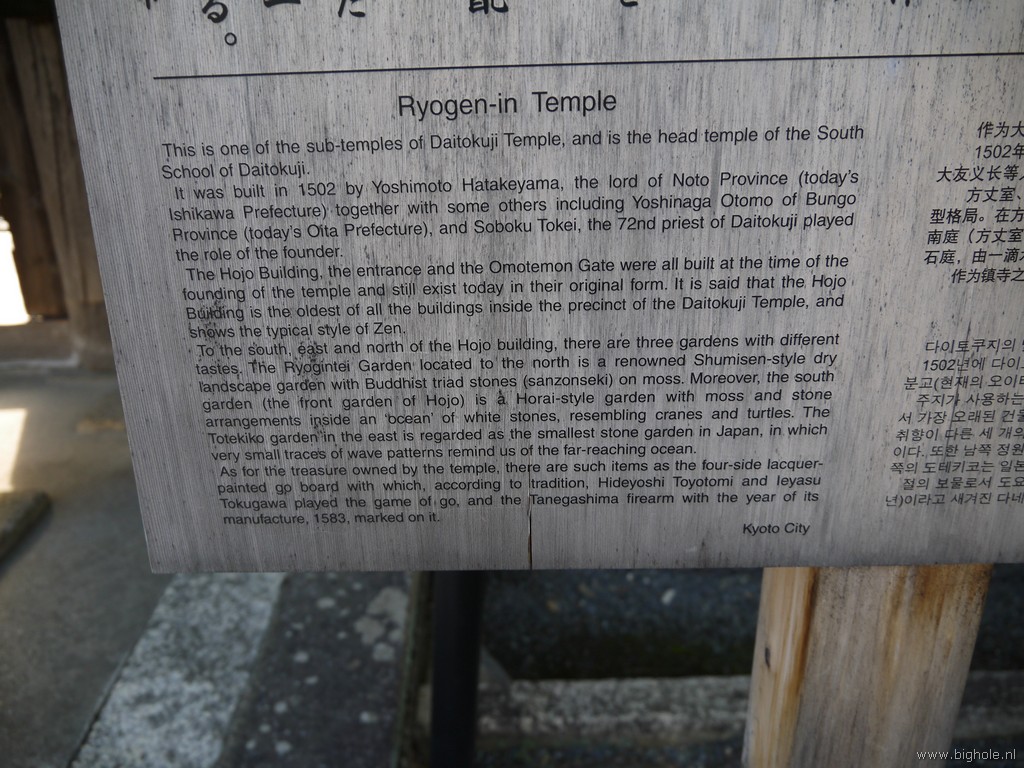 る。
Ryogen-in Temple
This is one of the sub-temples of Daitokuji Temple, and is the head temple of the South
School of Daitokuji.
It was built in 1502 by Yoshimoto Hatakeyama, the lord of Noto Province (today's
Ishikawa Prefecture) together with some others including Yoshinaga Otomo of Bungo
Province (today's Oita Prefecture), and Soboku Tokei, the 72nd priest of Daitokuji played
the role of the founder.
The Hojo Building, the entrance and the Omotemon Gate were all built at the time of the
founding of the temple and still exist today in their original form. It is said that the Hojo
Building is the oldest of all the buildings inside the precinct of the Daitokuji Temple, and
shows the typical style of Zen.
To the south, east and north of the Hojo building, there are three gardens with different
tastes. The Ryogintei Garden located to the north is a renowned Shumisen-style dry
landscape garden with Buddhist triad stones (sanzonseki) on moss. Moreover, the south
garden (the front garden of Hojo) is a Horai-style garden with moss and stone
arrangements inside an 'ocean' of white stones, resembling cranes and turtles. The
Totekiko garden in the east is regarded as the smallest stone garden in Japan, in which
very small traces of wave patterns remind us of the far-reaching ocean.
As for the treasure owned by the temple, there are such items as the four-side lacquer-
painted go board with which, according to tradition, Hideyoshi Toyotomi and Ieyasu
Tokugawa played the game of go, and the Tanegashima firearm with the year of its
manufacture, 1583, marked on it.
Kyoto City
作为大
1502年
大友义长等人
方丈室、
型格局。在方
南庭（方丈室
石庭，由一滴水
作为镇寺之
다이토쿠지의
1502년에 다이
분고(현재의 오이타
주지가 사용하는
서 가장 오래된 건물
취향이 다른 세 개의
이다. 또한 남쪽 정원
쪽의 도테키코는 일본
절의 보물로서 도요
년)이라고 새겨진 다네
www.bighole.nl